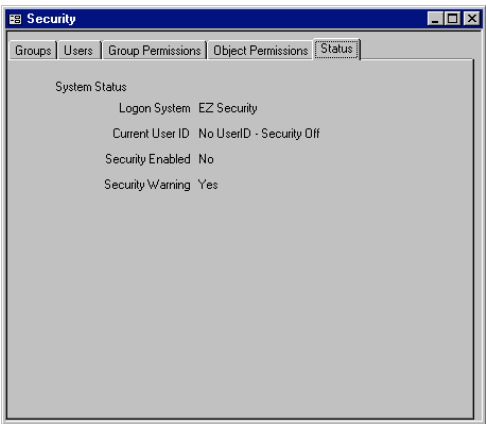 Security
Groups Users Group Permissions Object Permissions Status
System Status
Logon System EZ Security
Current User ID No UserID - Security Off
Security Enabled No
Security Warning Yes